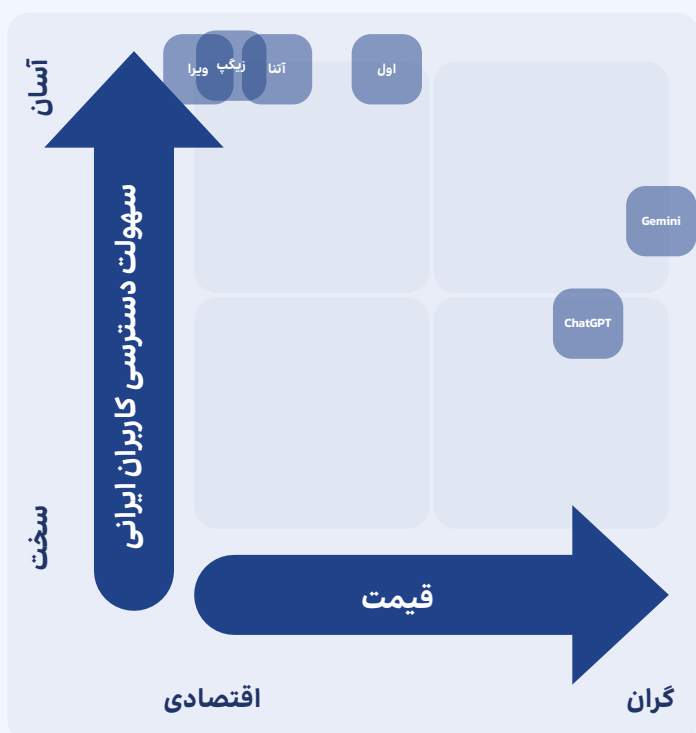 آسان
ویرا
زیگپ
آتنا
اول
Gemini
ChatGPT
سهولت دسترسی کاربران ایرانی
سخت
قیمت
اقتصادی
گران